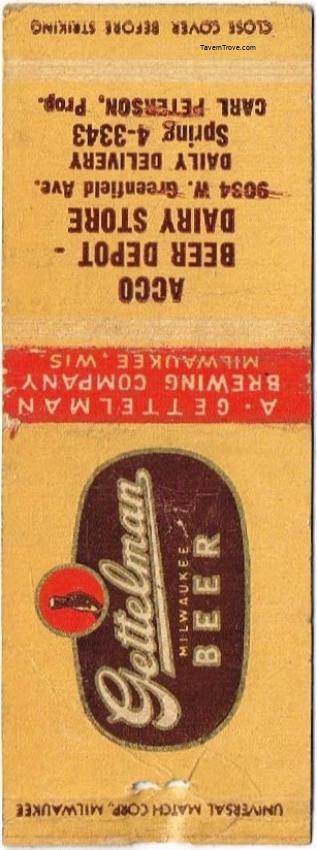 CLOSE COVER BEFORE STRIKING
TavernTrove.com
ACCO
BEER DEPOT -
DAIRY STORE
9034 W. Greenfield Ave.
DAILY DELIVERY
Spring 4-3343
CARL PETERSON, Prop.
A · GETTELMAN
BREWING COMPANY
MILWAUKEE, WIS.
Gettelman
MILWAUKEE
BEER
UNIVERSAL MATCH CORP, MILWAUKEE